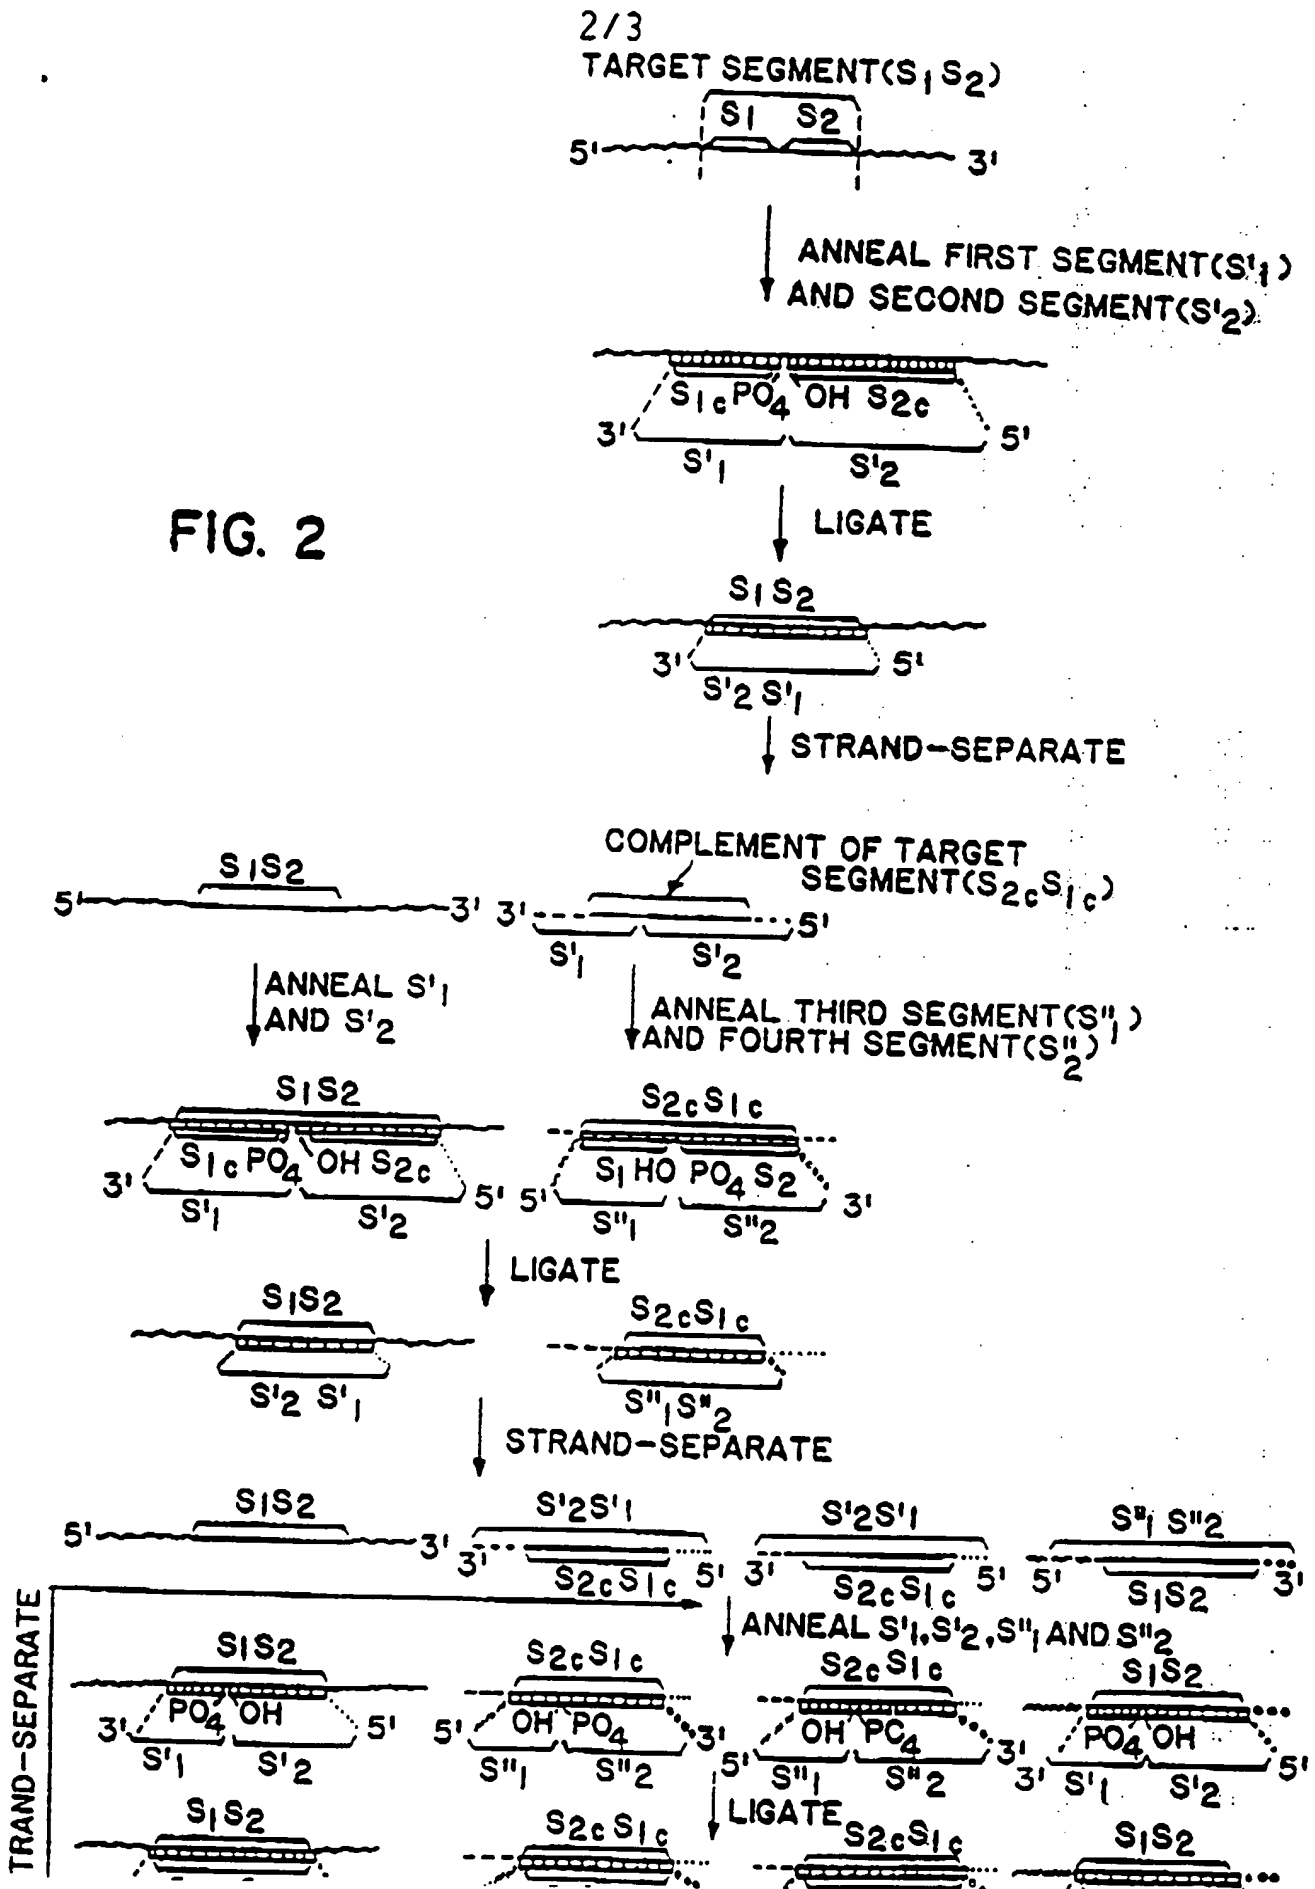 2/3
TARGET SEGMENT(S1S2)
S1 S2
5' 3'
ANNEAL FIRST SEGMENT(S'1)
AND SECOND SEGMENT(S'2)
S1c PO4 OH S2c
3' 5'
S'1 S'2
FIG. 2
LIGATE
S1S2
3' 5'
S'2 S'1
STRAND-SEPARATE
COMPLEMENT OF TARGET
SEGMENT(S2cS1c)
S1S2
5' 3' 3' 5'
S'1 S'2
ANNEAL S'1
AND S'2
ANNEAL THIRD SEGMENT(S"1)
AND FOURTH SEGMENT(S"2)
S1S2 S2cS1c
S1c PO4 OH S2c S1 HO PO4 S2
3' 5' 5' 3'
S'1 S'2 S"1 S"2
LIGATE
S1S2 S2cS1c
S'2 S'1 S"1S"2
STRAND-SEPARATE
S1S2 S'2S'1 S'2S'1 S"1 S"2
5' 3' 3' 5' 3' 5' 5' 3'
S2cS1c S2cS1c S1S2
TRAND-SEPARATE
ANNEAL S'1,S'2,S"1 AND S"2
S1S2 S2cS1c S2cS1c S1S2
PO4 OH OH PO4 OH PC4 PO4 OH
3' 5' 5' 3' 5' 3' 3' 5'
S'1 S'2 S"1 S"2 S"1 S"2 S'1 S'2
LIGATE
S1S2 S2cS1c S2cS1c S1S2